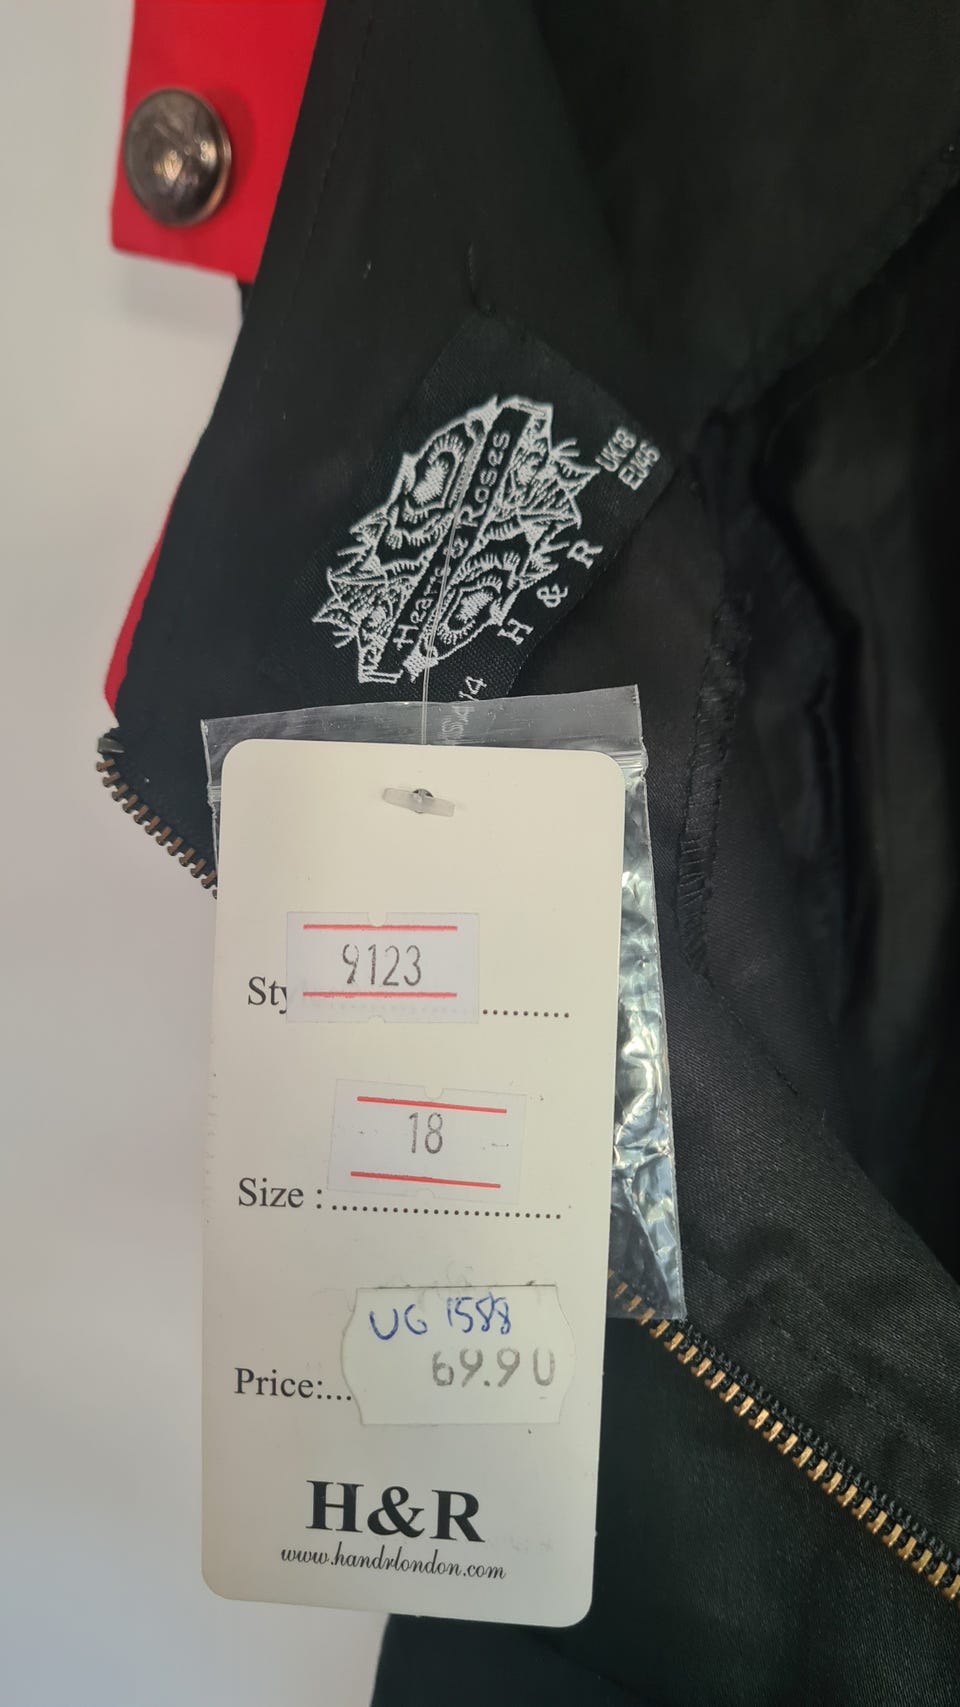 Hearts & Roses
H & R
UK18
EU46
Sty
9123
18
Size :
UG 1588
69.90
Price:...
H&R
www.handrlondon.com